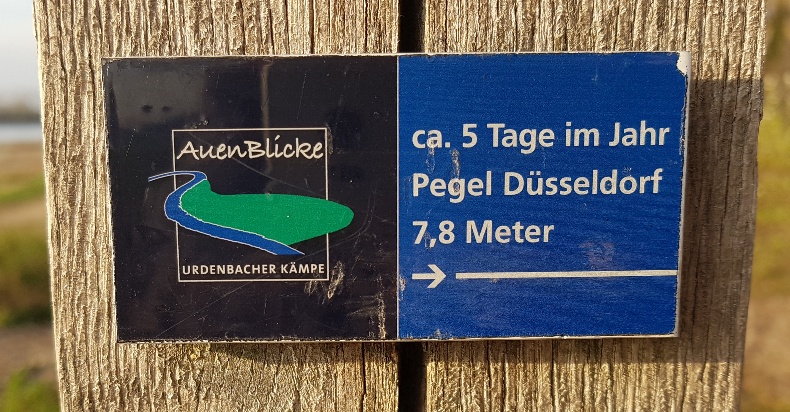 AuenBlicke
URDENBACHER KÄMPE
ca. 5 Tage im Jahr
Pegel Düsseldorf
7,8 Meter